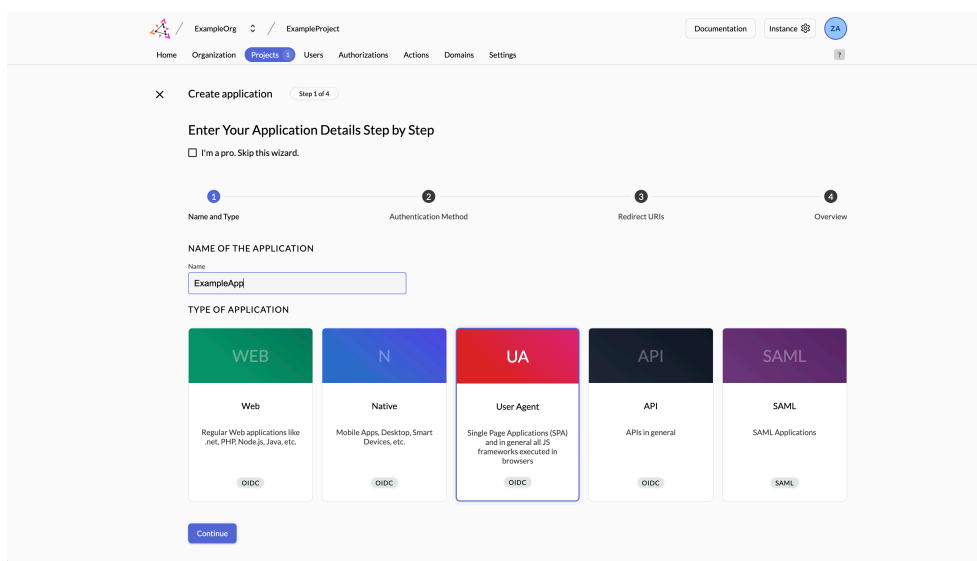 / ExampleOrg / ExampleProject Documentation Instance ZA
Home Organization Projects 1 Users Authorizations Actions Domains Settings ?
Create application Step 1 of 4
Enter Your Application Details Step by Step
I'm a pro. Skip this wizard.
1 2 3 4
Name and Type Authentication Method Redirect URIs Overview
NAME OF THE APPLICATION
Name
ExampleApp
TYPE OF APPLICATION
WEB N UA API SAML
Web
Regular Web applications like
.net, PHP, Node.js, Java, etc.
OIDC
Native
Mobile Apps, Desktop, Smart
Devices, etc.
OIDC
User Agent
Single Page Applications (SPA)
and in general all JS
frameworks executed in
browsers
OIDC
API
APIs in general
OIDC
SAML
SAML Applications
SAML
Continue